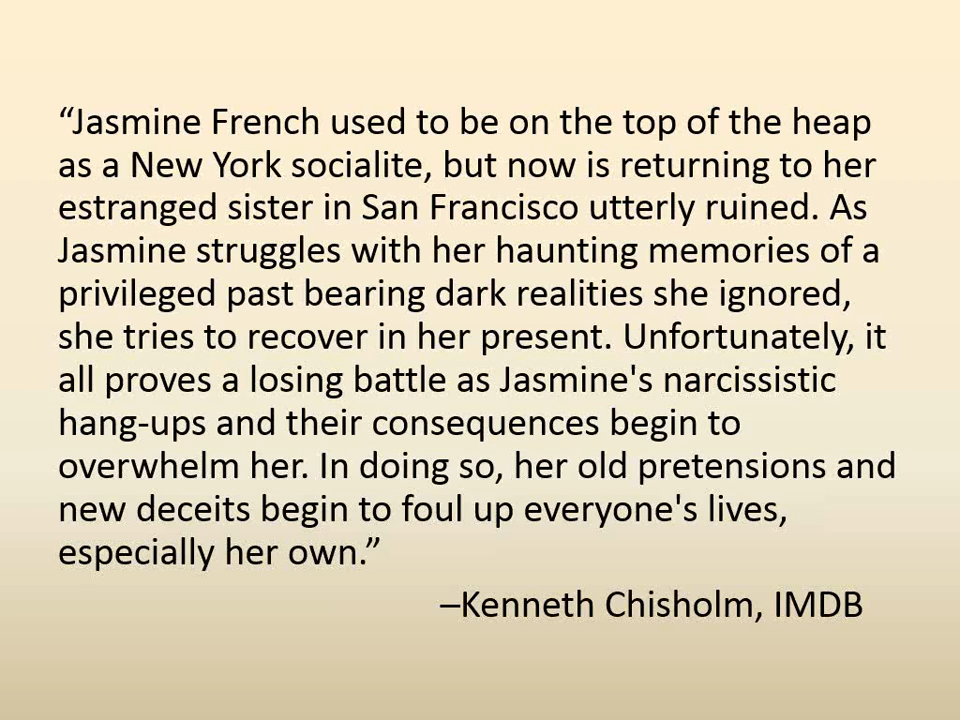 “Jasmine French used to be on the top of the heap
as a New York socialite, but now is returning to her
estranged sister in San Francisco utterly ruined. As
Jasmine struggles with her haunting memories of a
privileged past bearing dark realities she ignored,
she tries to recover in her present. Unfortunately, it
all proves a losing battle as Jasmine's narcissistic
hang-ups and their consequences begin to
overwhelm her. In doing so, her old pretensions and
new deceits begin to foul up everyone's lives,
especially her own.”
–Kenneth Chisholm, IMDB